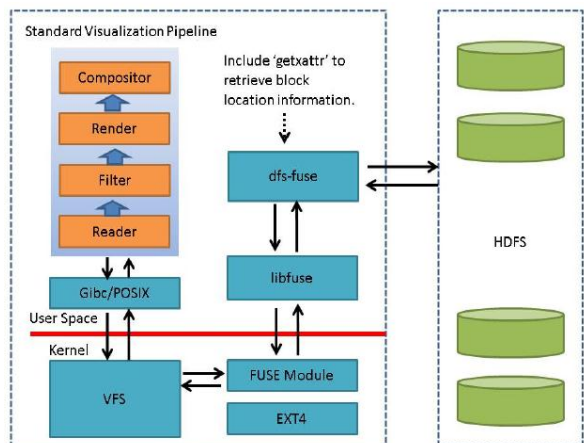 Standard Visualization Pipeline
Compositor
Render
Filter
Reader
Gibc/POSIX
User Space
Kernel
VFS
Include ‘getxattr’ to
retrieve block
location information.
dfs-fuse
libfuse
FUSE Module
EXT4
HDFS